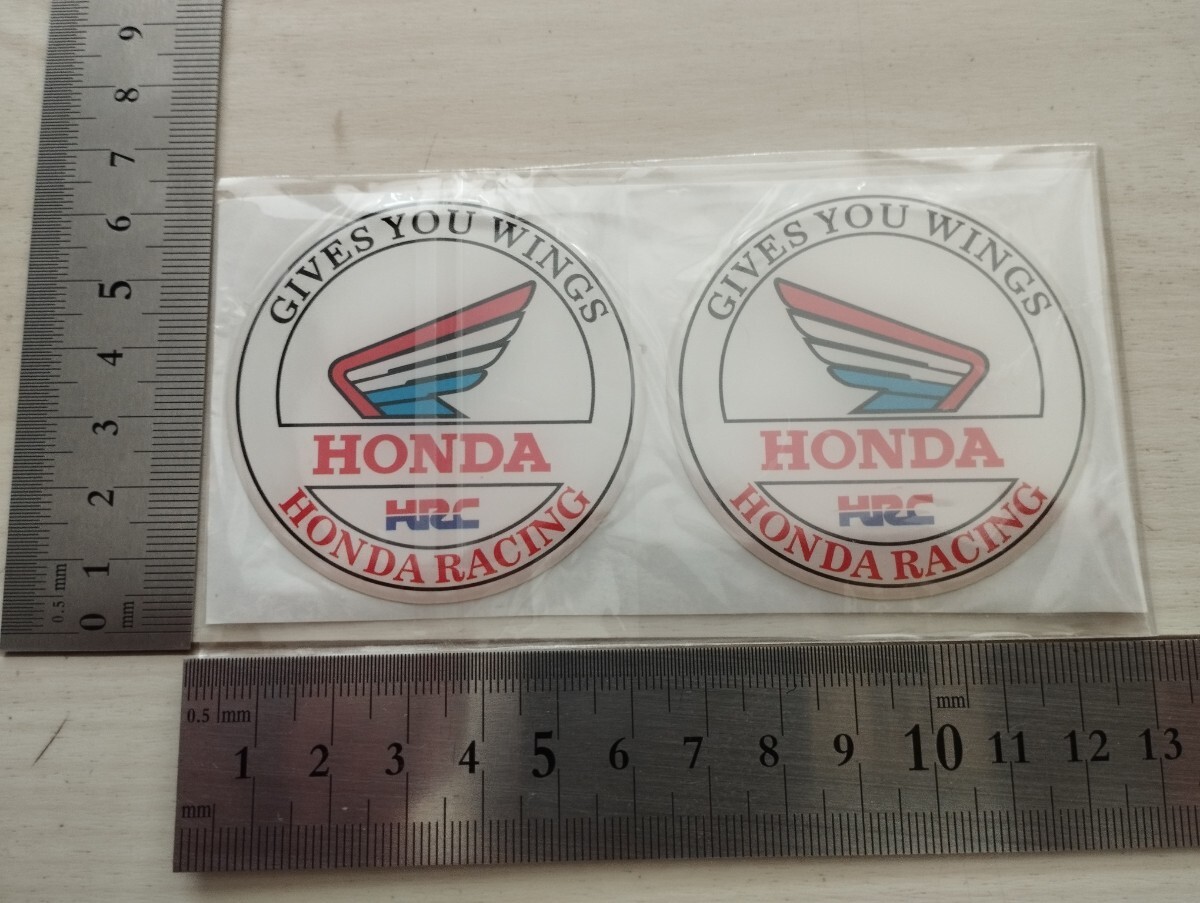 9
8
7
6
5
4
3
2
1
0
0.5 mm
mm
GIVES YOU WINGS
HONDA
HRC
HONDA RACING
GIVES YOU WINGS
HONDA
HRC
HONDA RACING
0.5 mm
mm
1 2 3 4 5 6 7 8 9 10 11 12 13
mm